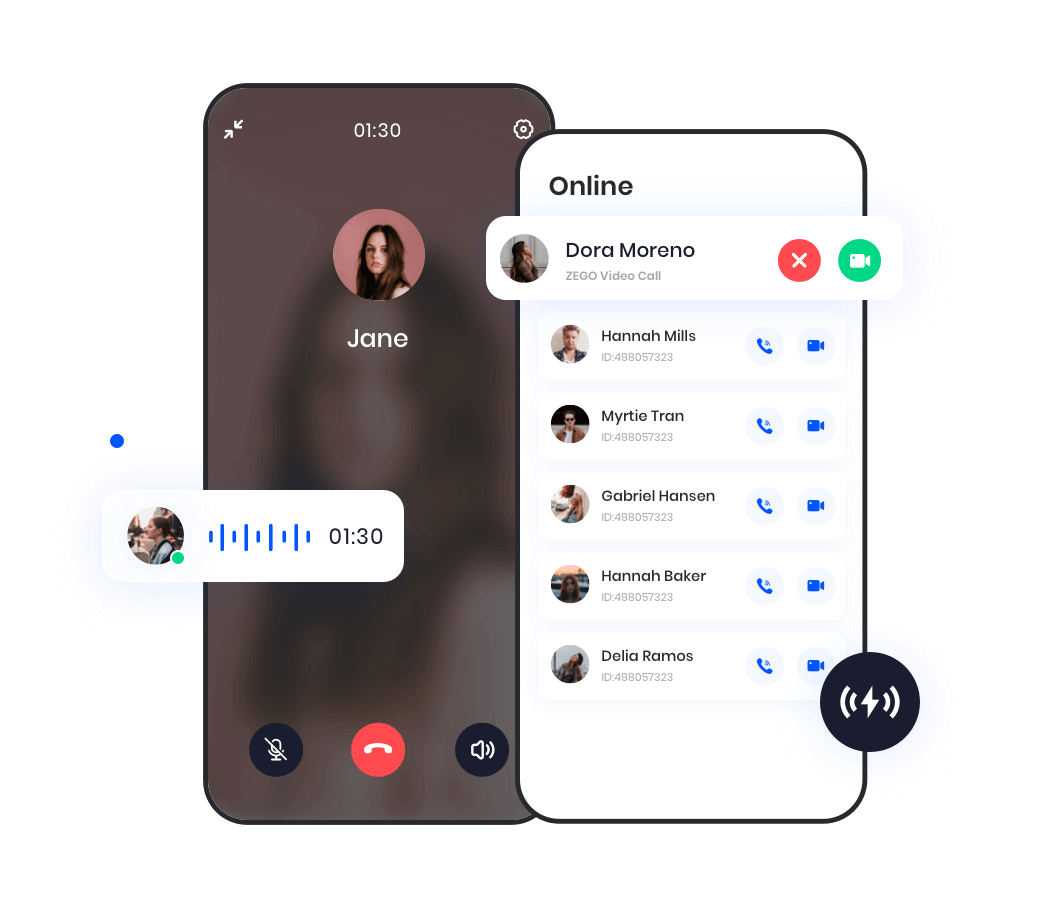 01:30
Jane
01:30
Online
Dora Moreno
ZEGO Video Call
Hannah Mills
ID:498057323
Myrtie Tran
ID:498057323
Gabriel Hansen
ID:498057323
Hannah Baker
ID:498057323
Delia Ramos
ID:498057323